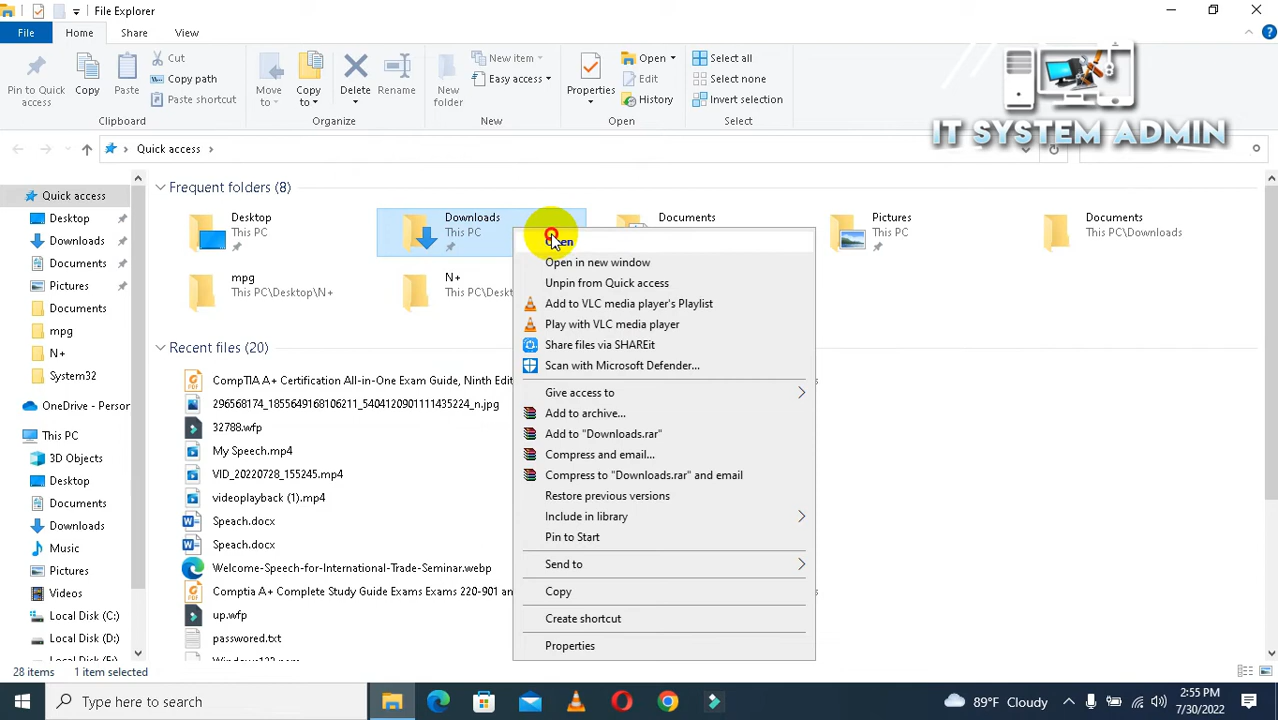 File Explorer
File Home Share View
Pin to Quick access
Copy
Paste
Cut
Copy path
Paste shortcut
Clipboard
Move to
Copy to
Delete
Rename
Organize
New folder
New item
Easy access
New
Properties
Open
Edit
History
Open
Select all
Select none
Invert selection
Select
IT SYSTEM ADMIN
Quick access
Quick access
Desktop
Downloads
Documents
Pictures
Documents
mpg
N+
System32
OneDrive - Person
This PC
3D Objects
Desktop
Documents
Downloads
Music
Pictures
Videos
Local Disk (C:)
Local Disk (D:)
Frequent folders (8)
Desktop
This PC
Downloads
This PC
Documents
Pictures
This PC
Documents
This PC\Downloads
mpg
This PC\Desktop\N+
N+
This PC\Desk
Recent files (20)
CompTIA A+ Certification All-in-One Exam Guide, Ninth Edit
296568174_1855649168106211_5404120901111435224_n.jpg
32788.wfp
My Speech.mp4
VID_20220728_155245.mp4
videoplayback (1).mp4
Speach.docx
Speach.docx
Welcome-Speech-for-International-Trade-Seminar.webp
Comptia A+ Complete Study Guide Exams Exams 220-901 and
up.wfp
passwored.txt
Open
Open in new window
Unpin from Quick access
Add to VLC media player's Playlist
Play with VLC media player
Share files via SHAREit
Scan with Microsoft Defender...
Give access to
Add to archive...
Add to "Downloads.rar"
Compress and email...
Compress to "Downloads.rar" and email
Restore previous versions
Include in library
Pin to Start
Send to
Copy
Create shortcut
Properties
28 items 1 item selected
Type here to search
89°F Cloudy
2:55 PM
7/30/2022